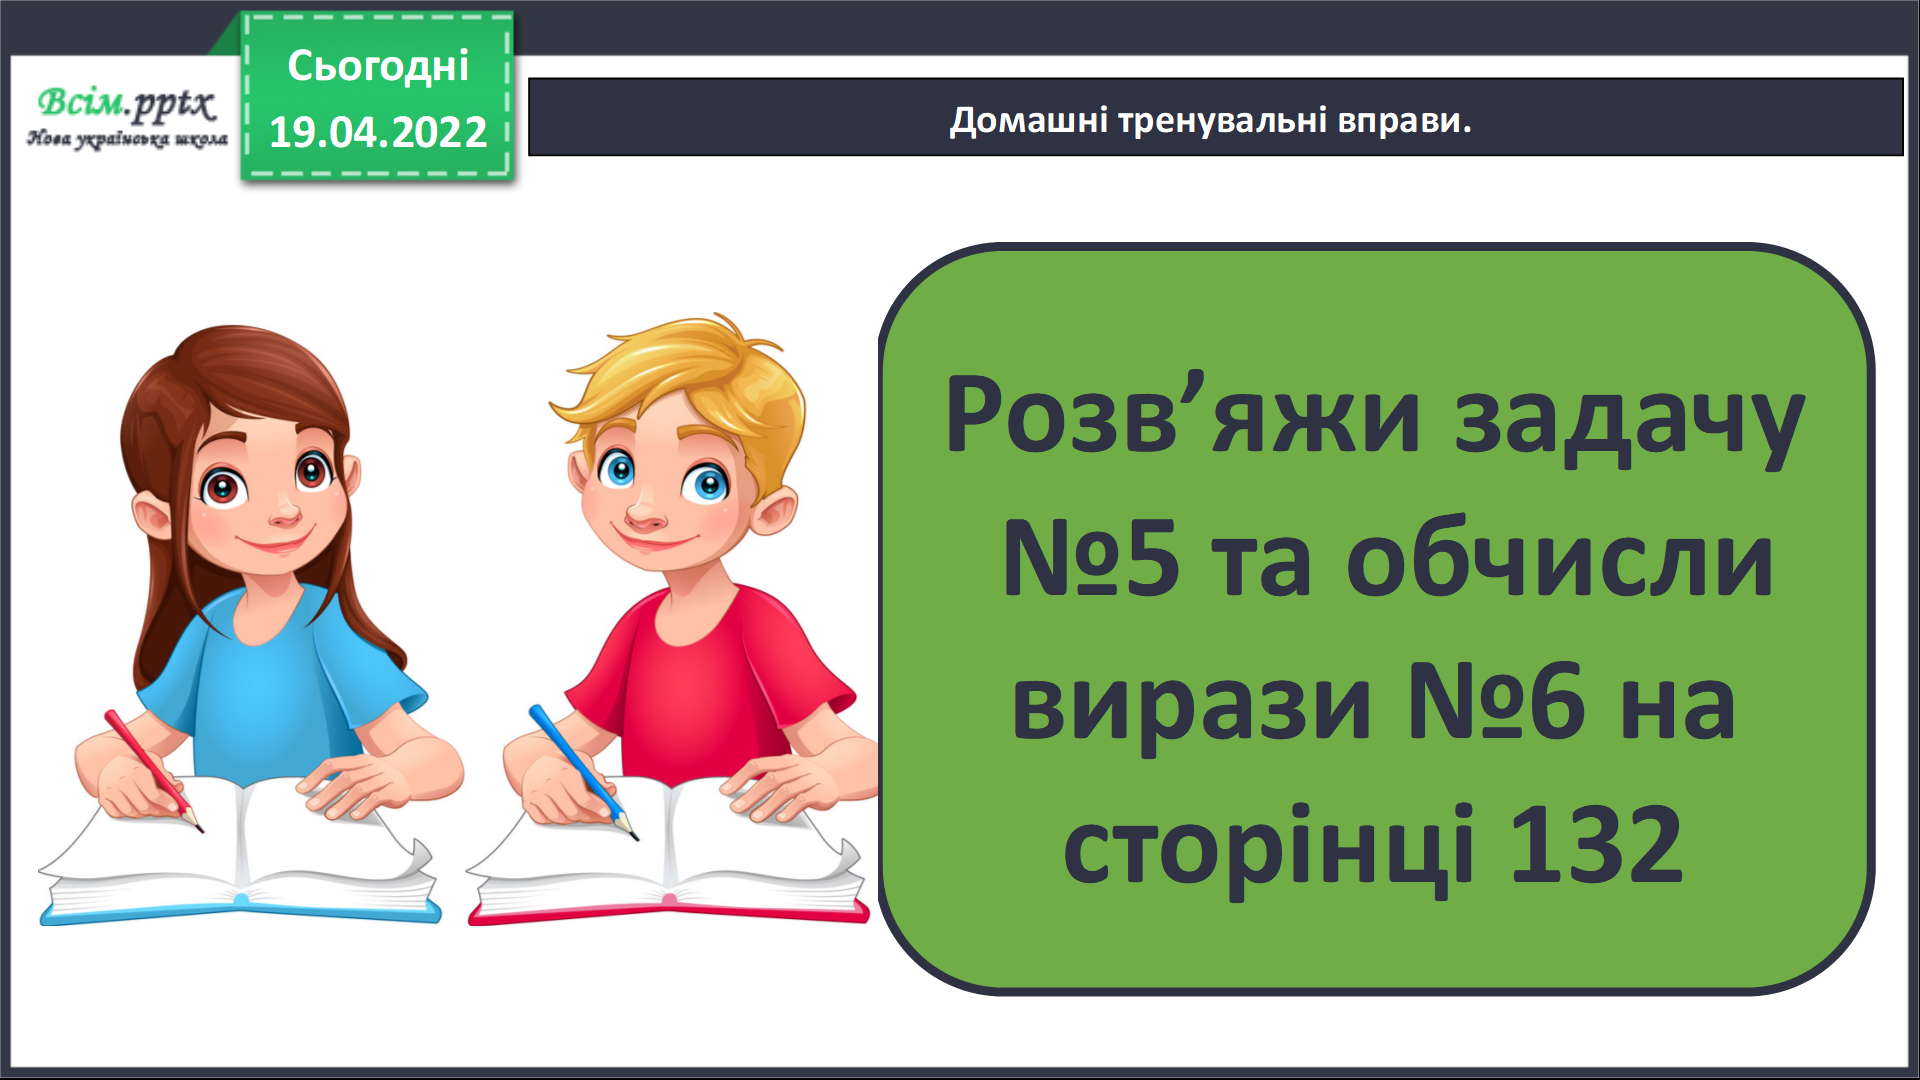 Сьогодні
19.04.2022
Всім.pptx
Нова українська школа
Домашні тренувальні вправи.
Розв’яжи задачу
№5 та обчисли
вирази №6 на
сторінці 132